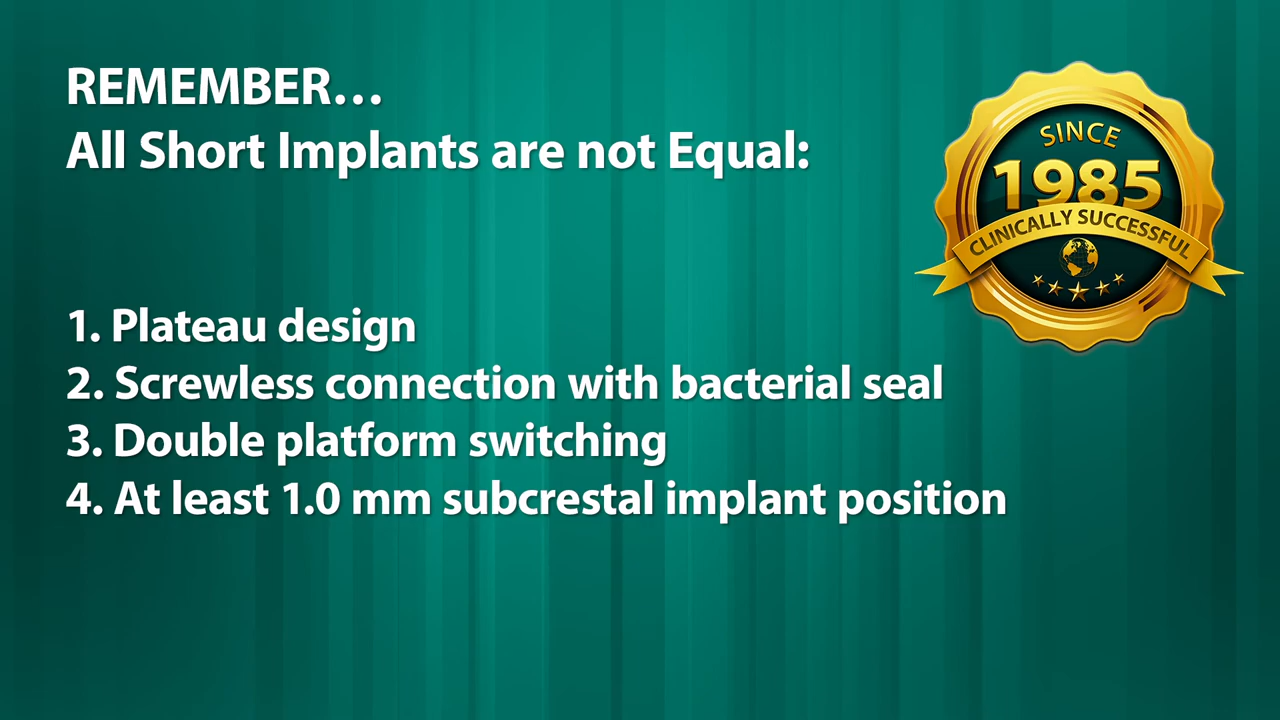 REMEMBER…
All Short Implants are not Equal:
SINCE
1985
CLINICALLY SUCCESSFUL
1. Plateau design
2. Screwless connection with bacterial seal
3. Double platform switching
4. At least 1.0 mm subcrestal implant position